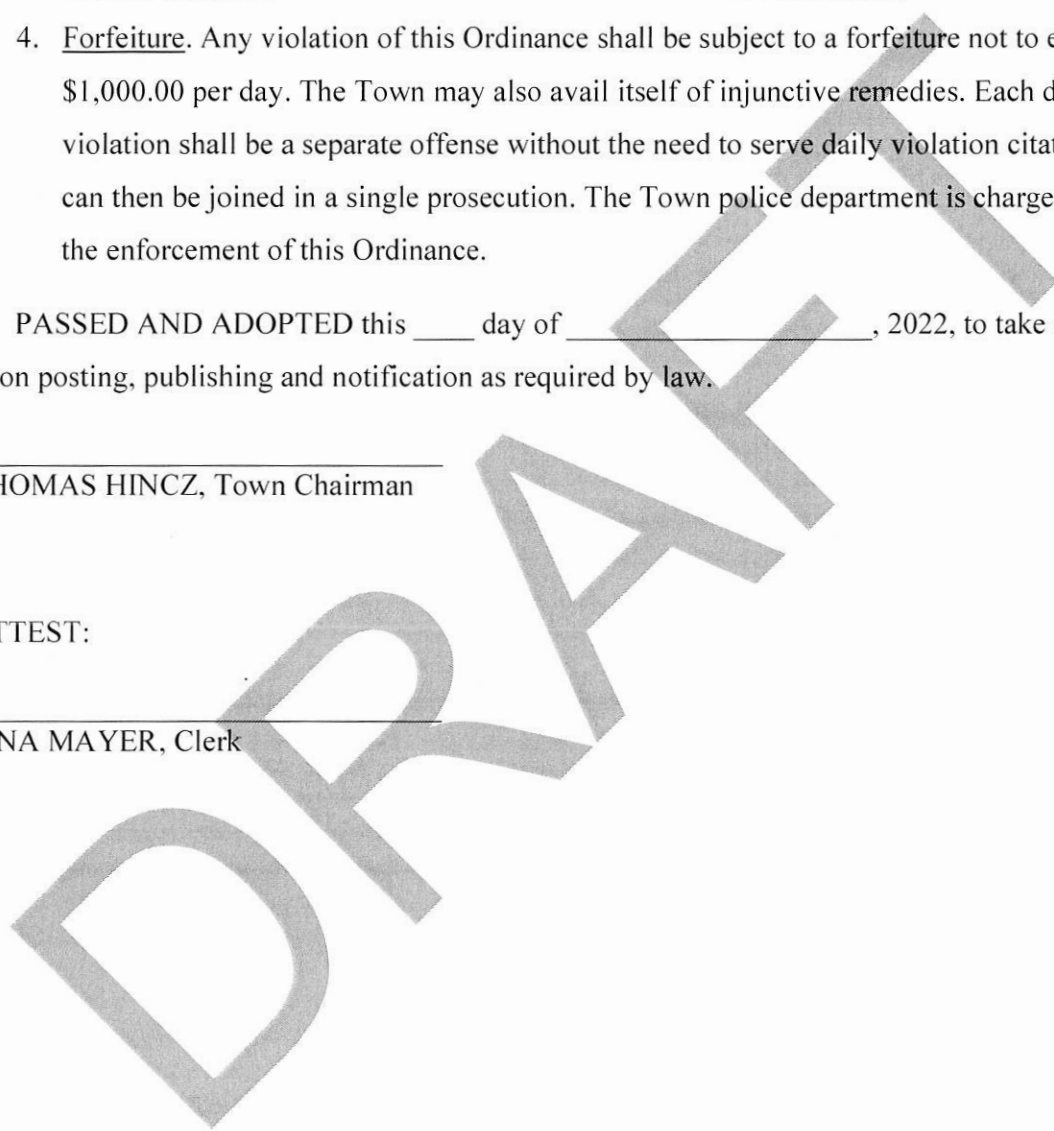 4. Forfeiture. Any violation of this Ordinance shall be subject to a forfeiture not to e
$1,000.00 per day. The Town may also avail itself of injunctive remedies. Each d
violation shall be a separate offense without the need to serve daily violation citat
can then be joined in a single prosecution. The Town police department is charge
the enforcement of this Ordinance.
PASSED AND ADOPTED this ____ day of ____________________, 2022, to take
on posting, publishing and notification as required by law.
HOMAS HINCZ, Town Chairman
TTEST:
NA MAYER, Clerk
DRAFT